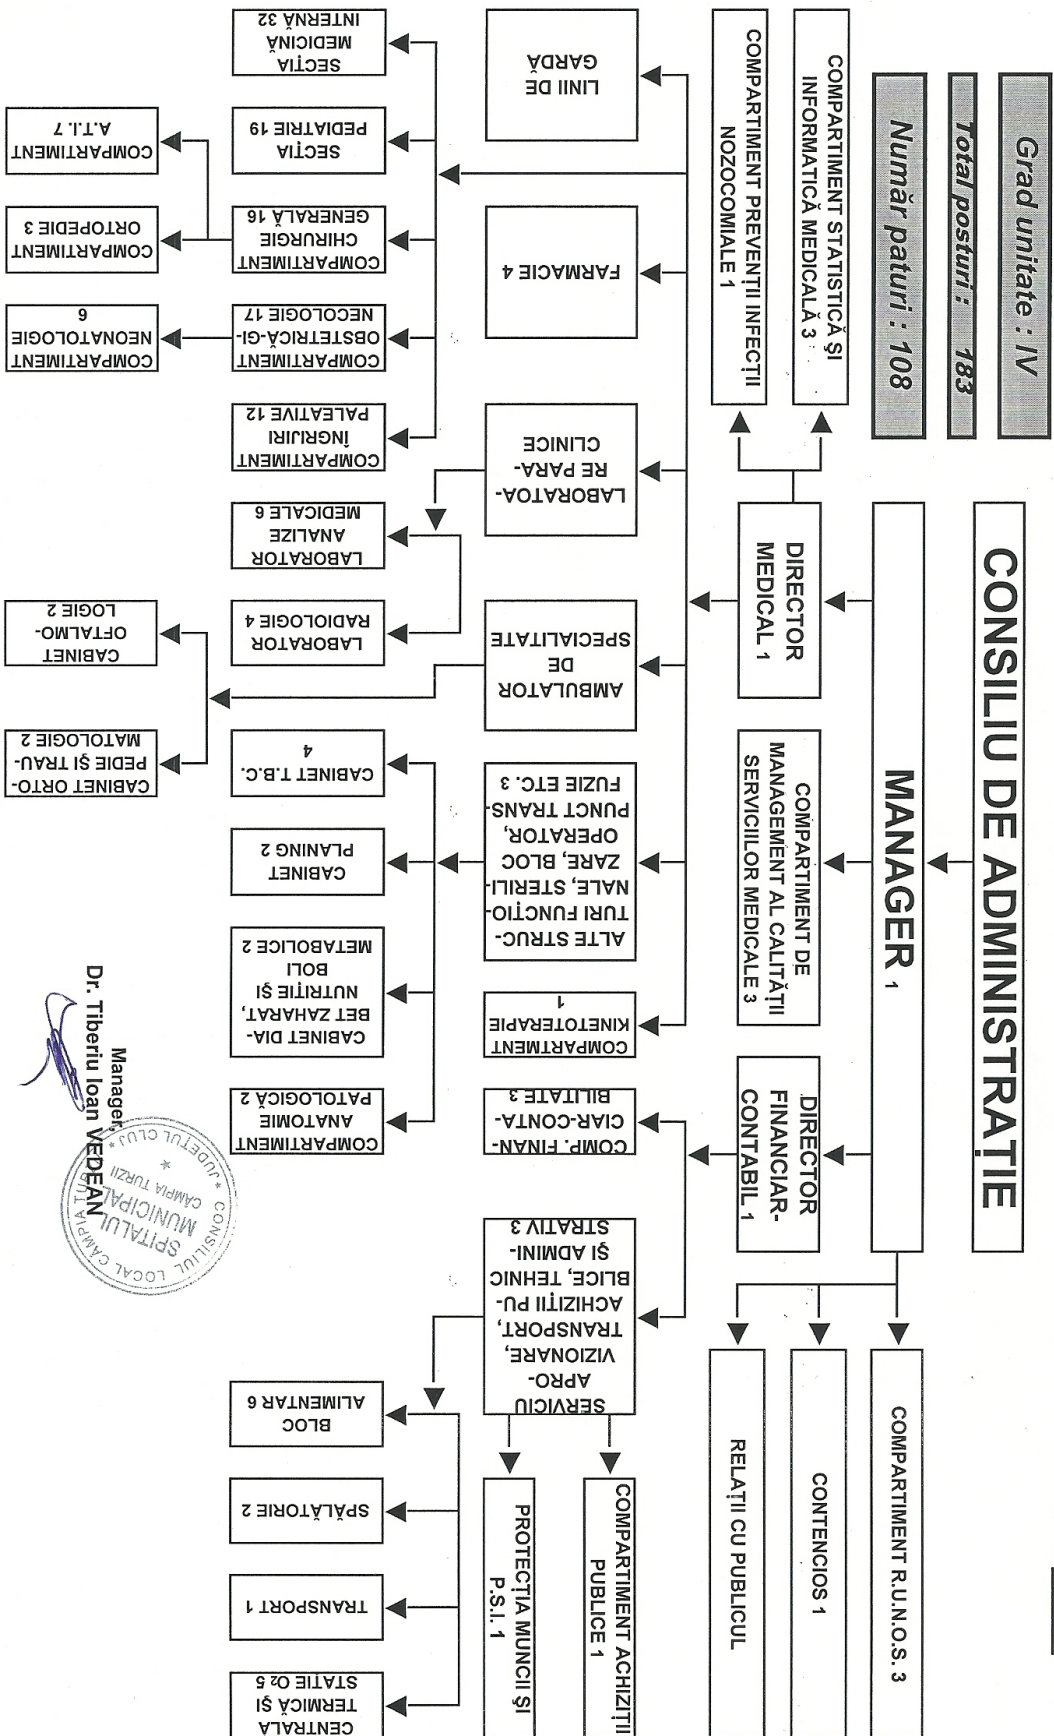 Grad unitate : IV
Total posturi : 183
Număr paturi : 108
CONSILIU DE ADMINISTRAȚIE
MANAGER 1
COMPARTIMENT R.U.N.O.S. 3
CONTENCIOS 1
RELAȚII CU PUBLICUL
COMPARTIMENT STATISTICĂ ȘI
INFORMATICĂ MEDICALĂ 3
COMPARTIMENT PREVENȚII INFECȚII
NOZOCOMIALE 1
DIRECTOR
MEDICAL 1
COMPARTIMENT DE
MANAGEMENT AL CALITĂȚII
SERVICIILOR MEDICALE 3
DIRECTOR
FINANCIAR-
CONTABIL 1
LINII DE
GARDĂ
FARMACIE 4
LABORATOA-
RE PARA-
CLINICE
AMBULATOR
DE
SPECIALITATE
ALTE STRUC-
TURI FUNCȚIO-
NALE, STERILI-
ZARE, BLOC
OPERATOR,
PUNCT TRANS-
FUZIE ETC. 3
COMPARTMENT
KINETOTERAPIE
1
COMP. FINAN-
CIAR-CONTA-
BILITATE 3
SERVICIU
APRO-
VIZIONARE,
TRANSPORT,
ACHIZIȚII PU-
BLICE, TEHNIC
ȘI ADMINI-
STRATIV 3
COMPARTIMENT ACHIZIȚII
PUBLICE 1
PROTECȚIA MUNCII ȘI
P.S.I. 1
SECȚIA
MEDICINĂ
INTERNĂ 32
SECȚIA
PEDIATRIE 19
COMPARTIMENT
CHIRURGIE
GENERALĂ 16
COMPARTIMENT
OBSTETRICĂ-GI-
NECOLOGIE 17
COMPARTIMENT
ÎNGRIJIRI
PALEATIVE 12
LABORATOR
ANALIZE
MEDICALE 6
LABORATOR
RADIOLOGIE 4
CABINET T.B.C.
4
CABINET
PLANING 2
CABINET DIA-
BET ZAHARAT,
NUTRIȚIE ȘI
BOLI
METABOLICE 2
COMPARTIMENT
ANATOMIE
PATOLOGICĂ 2
BLOC
ALIMENTAR 6
SPĂLĂTORIE 2
TRANSPORT 1
CENTRALA
TERMICĂ ȘI
STAȚIE O2 5
COMPARTIMENT
A.T.I. 7
COMPARTIMENT
ORTOPEDIE 3
COMPARTIMENT
NEONATOLOGIE
6
CABINET
OFTALMO-
LOGIE 2
CABINET ORTO-
PEDIE ȘI TRAU-
MATOLOGIE 2
Manager,
Dr. Tiberiu Ioan VEDEAN
* JUDEȚUL CLUJ *
CONSILIUL LOCAL CÂMPIA TURZII
SPITALUL
MUNICIPAL
CÂMPIA TURZII